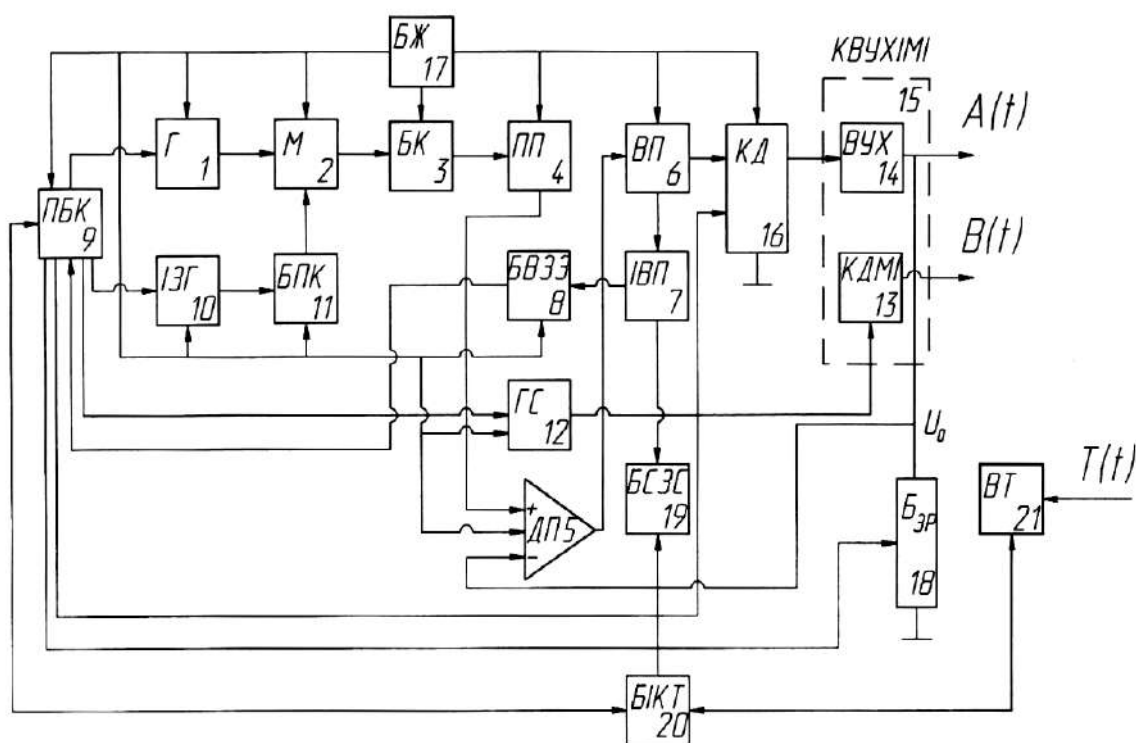 БЖ
17
КВУХІМІ
15
A(t)
Г
1
М
2
БК
3
ПП
4
ВП
6
КД
16
ВУХ
14
ПБК
9
B(t)
ІЗГ
10
БПК
11
БВЗЗ
8
ІВП
7
КДМІ
13
ГС
12
U₀
T(t)
+
ДП5
−
БСЗС
19
Б_ЭР
18
ВТ
21
БІКТ
20